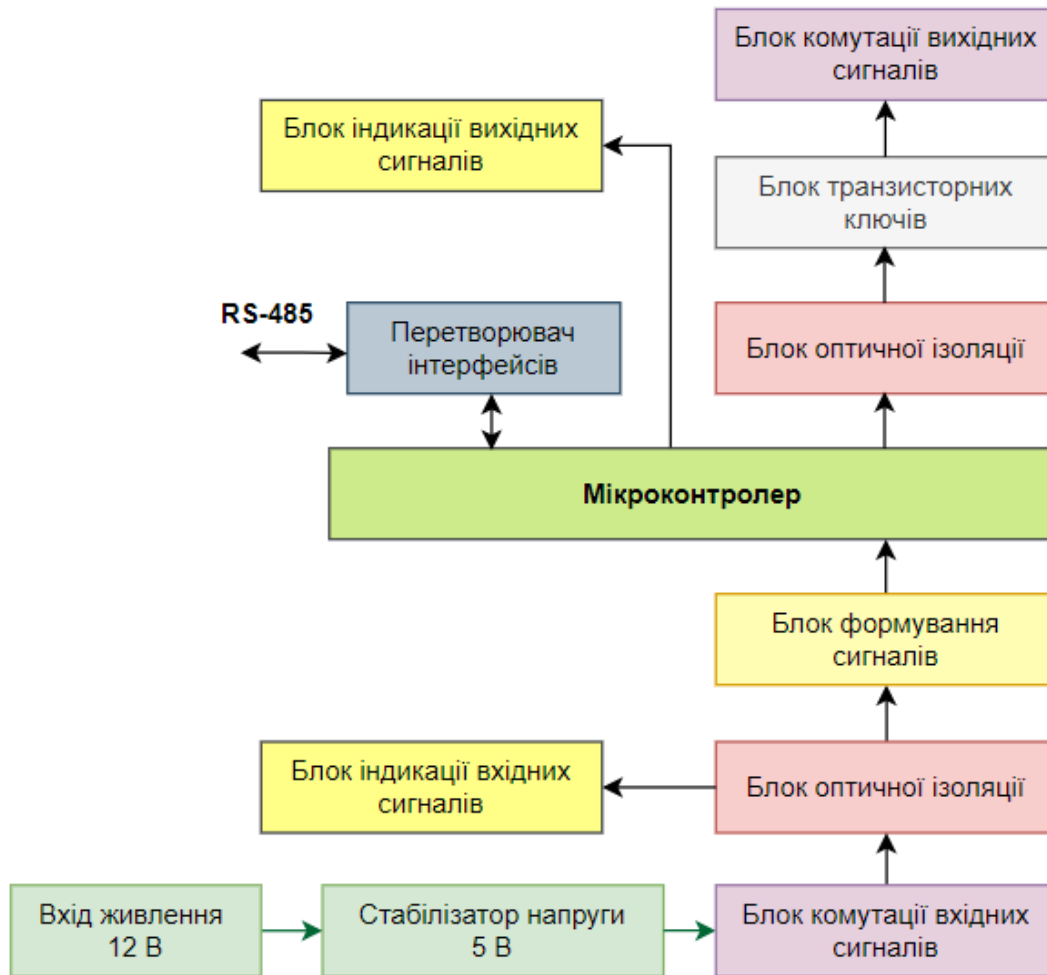 Блок комутації вихідних
сигналів
Блок індикації вихідних
сигналів
Блок транзисторних
ключів
RS-485
Перетворювач
інтерфейсів
Блок оптичної ізоляції
Мікроконтролер
Блок формування
сигналів
Блок індикації вхідних
сигналів
Блок оптичної ізоляції
Вхід живлення
12 В
Стабілізатор напруги
5 В
Блок комутації вхідних
сигналів